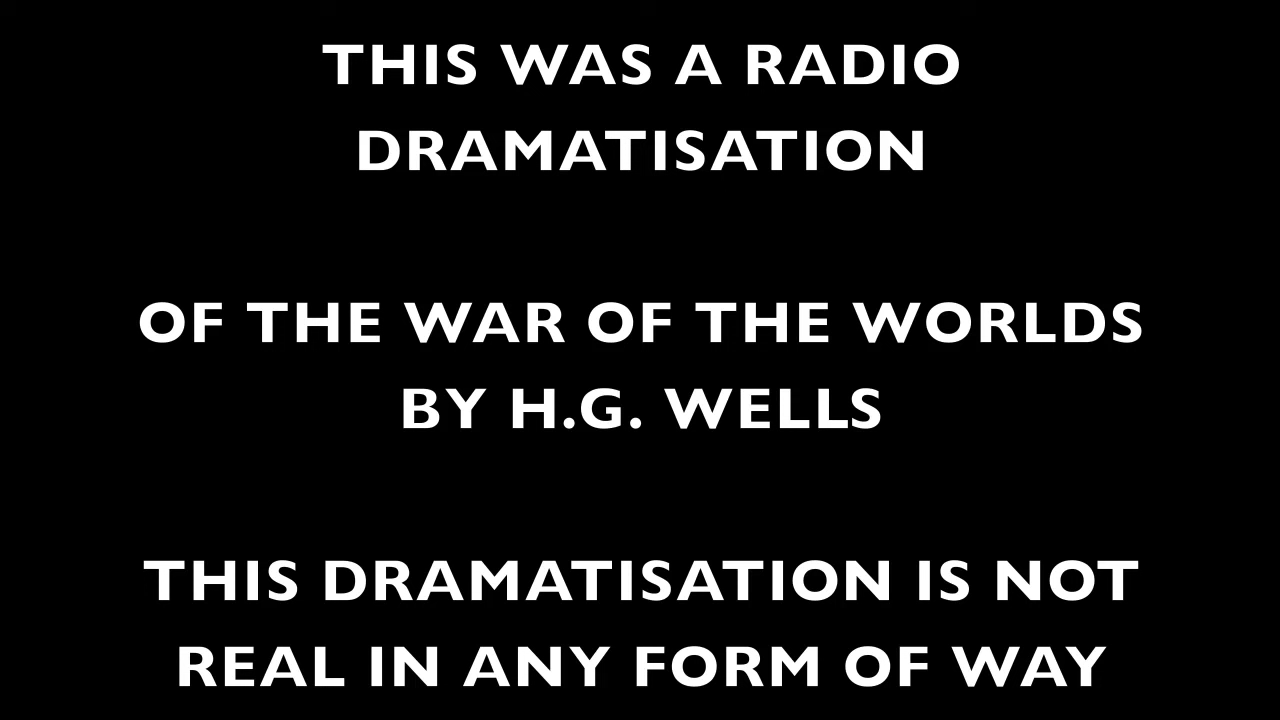 THIS WAS A RADIO
DRAMATISATION
OF THE WAR OF THE WORLDS
BY H.G. WELLS
THIS DRAMATISATION IS NOT
REAL IN ANY FORM OF WAY